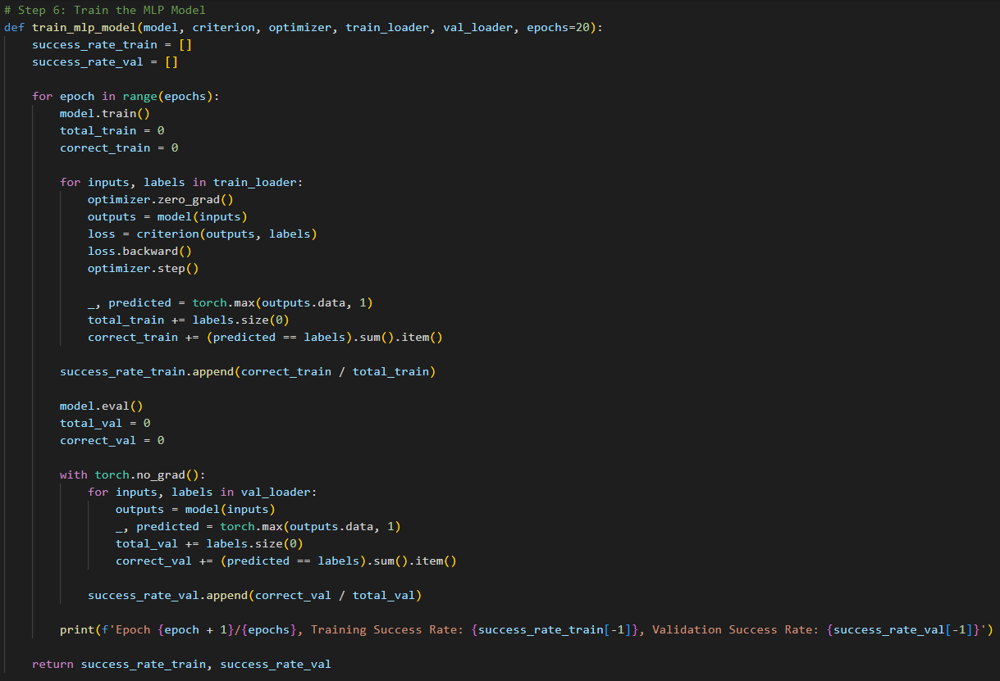 # Step 6: Train the MLP Model
def train_mlp_model(model, criterion, optimizer, train_loader, val_loader, epochs=20):
    success_rate_train = []
    success_rate_val = []

    for epoch in range(epochs):
        model.train()
        total_train = 0
        correct_train = 0

        for inputs, labels in train_loader:
            optimizer.zero_grad()
            outputs = model(inputs)
            loss = criterion(outputs, labels)
            loss.backward()
            optimizer.step()

            _, predicted = torch.max(outputs.data, 1)
            total_train += labels.size(0)
            correct_train += (predicted == labels).sum().item()

        success_rate_train.append(correct_train / total_train)

        model.eval()
        total_val = 0
        correct_val = 0

        with torch.no_grad():
            for inputs, labels in val_loader:
                outputs = model(inputs)
                _, predicted = torch.max(outputs.data, 1)
                total_val += labels.size(0)
                correct_val += (predicted == labels).sum().item()

            success_rate_val.append(correct_val / total_val)

        print(f'Epoch {epoch + 1}/{epochs}, Training Success Rate: {success_rate_train[-1]}, Validation Success Rate: {success_rate_val[-1]}')

    return success_rate_train, success_rate_val